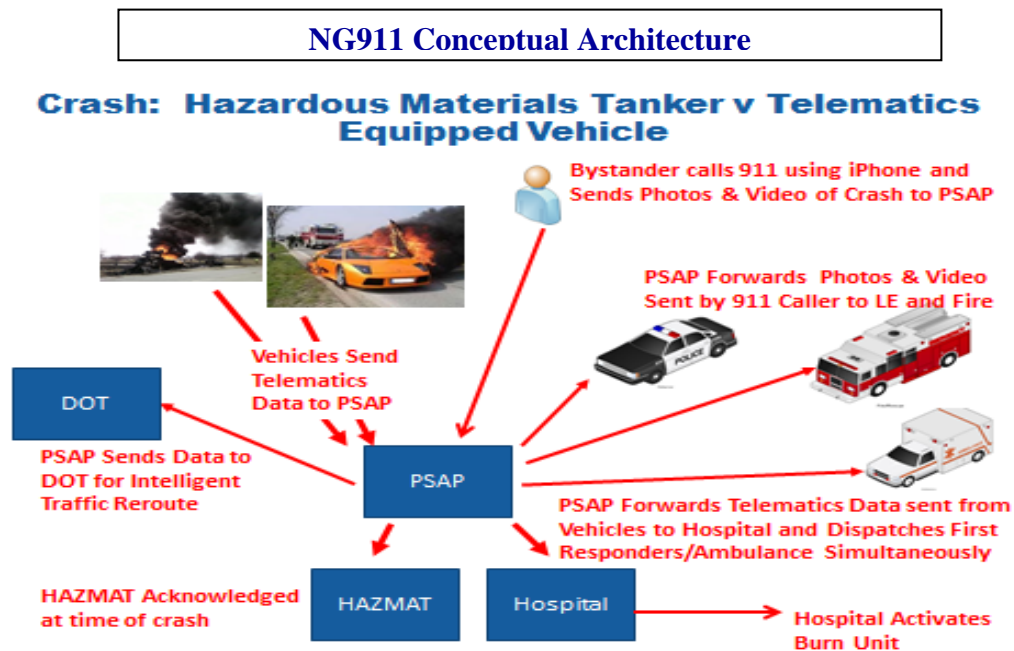 NG911 Conceptual Architecture
Crash: Hazardous Materials Tanker v Telematics
Equipped Vehicle
Bystander calls 911 using iPhone and
Sends Photos & Video of Crash to PSAP
PSAP Forwards Photos & Video
Sent by 911 Caller to LE and Fire
POLICE
Vehicles Send
Telematics
Data to PSAP
DOT
PSAP Sends Data to
DOT for Intelligent
Traffic Reroute
PSAP
PSAP Forwards Telematics Data sent from
Vehicles to Hospital and Dispatches First
Responders/Ambulance Simultaneously
HAZMAT Acknowledged
at time of crash
HAZMAT
Hospital
Hospital Activates
Burn Unit